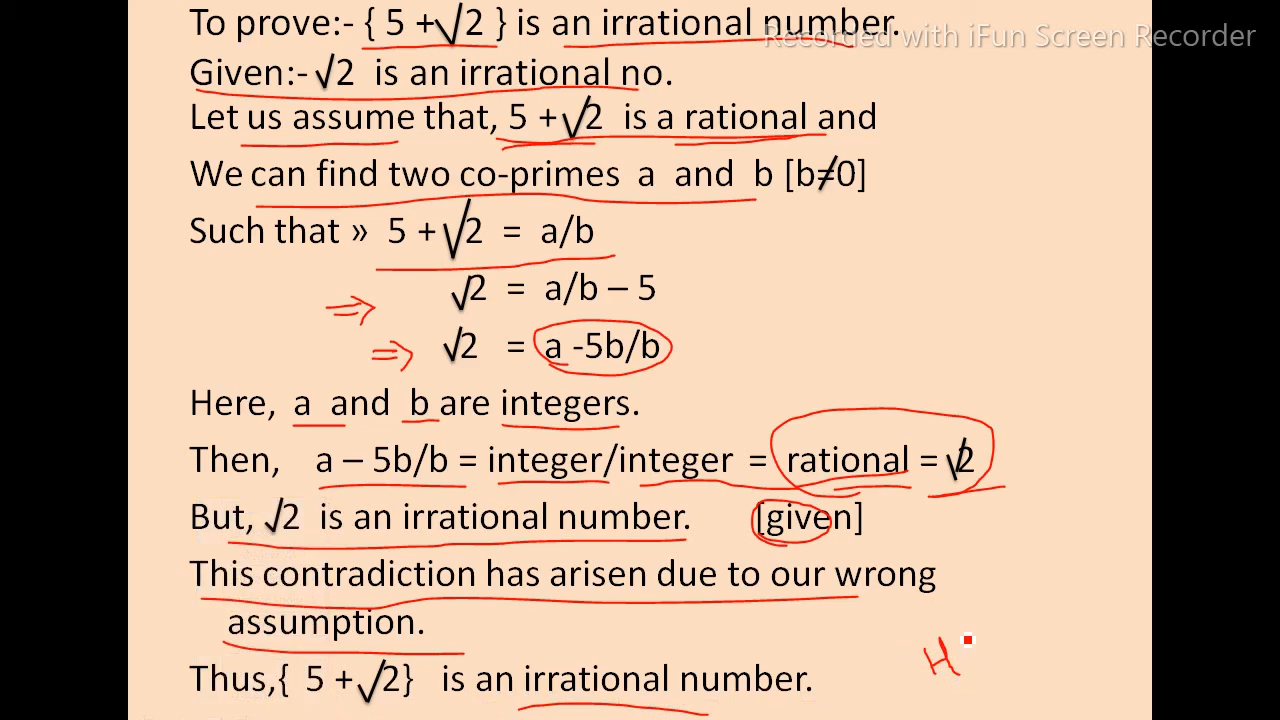 To prove:- { 5 +√2 } is an irrational number.
Recorded with iFun Screen Recorder
Given:- √2 is an irrational no.
Let us assume that, 5 + √2 is a rational and
We can find two co-primes a and b [b≠0]
Such that » 5 + √2 = a/b
⇒ √2 = a/b – 5
⇒ √2 = a -5b/b
Here, a and b are integers.
Then, a – 5b/b = integer/integer = rational = √2
But, √2 is an irrational number. [given]
This contradiction has arisen due to our wrong
assumption.
H
Thus,{ 5 + √2} is an irrational number.